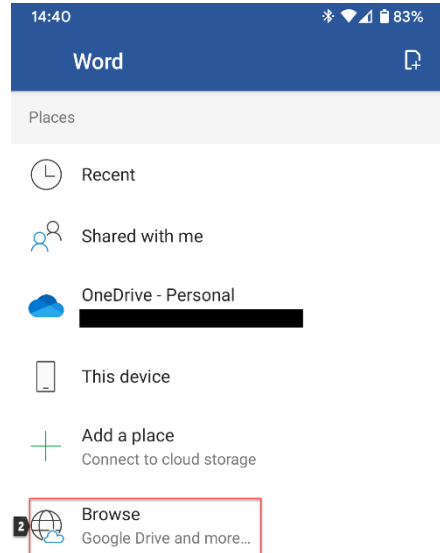 14:40 83%
Word
Places
Recent
Shared with me
OneDrive - Personal
This device
Add a place
Connect to cloud storage
2
Browse
Google Drive and more...